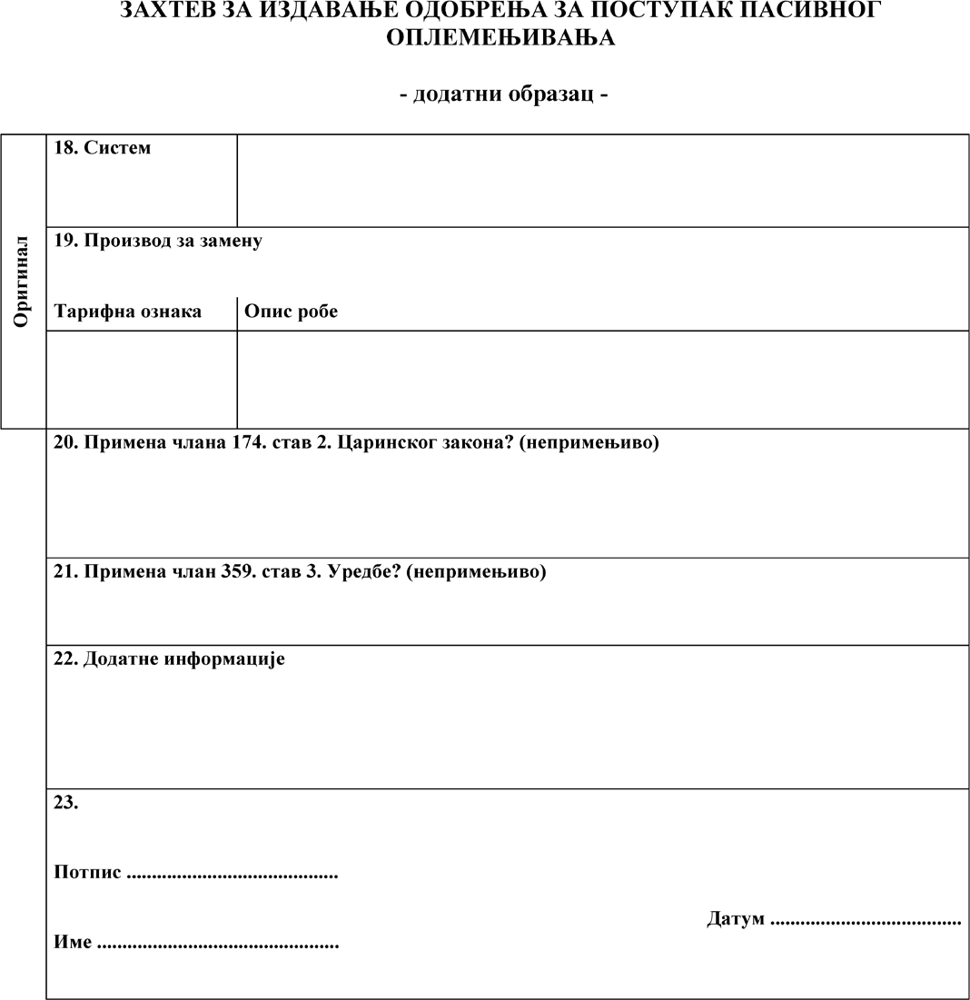 ЗАХТЕВ ЗА ИЗДАВАЊЕ ОДОБРЕЊА ЗА ПОСТУПАК ПАСИВНОГ
ОПЛЕМЕЊИВАЊА
- додатни образац -
Оригинал
18. Систем
19. Производ за замену
Тарифна ознака Опис робе
20. Примена члана 174. став 2. Царинског закона? (непримењиво)
21. Примена члан 359. став 3. Уредбе? (непримењиво)
22. Додатне информације
23.
Потпис ..........................................
Датум ......................................
Име ................................................